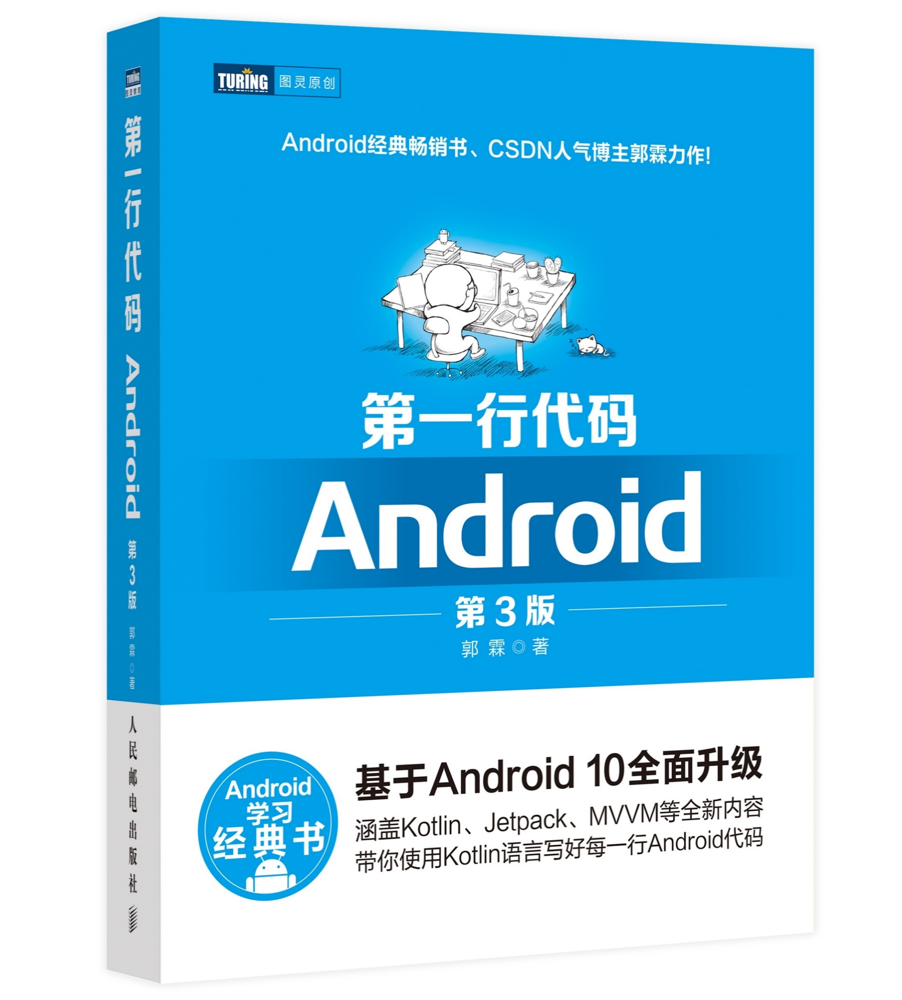 TURING 图灵原创
Android经典畅销书、CSDN人气博主郭霖力作!
z z z
第一行代码
Android
第3版
郭 霖◎著
Android
学习
经典书
基于Android 10全面升级
涵盖Kotlin、Jetpack、MVVM等全新内容
带你使用Kotlin语言写好每一行Android代码
TURING
图灵教育
第一行代码 Android 第3版 郭霖◎著
人民邮电出版社